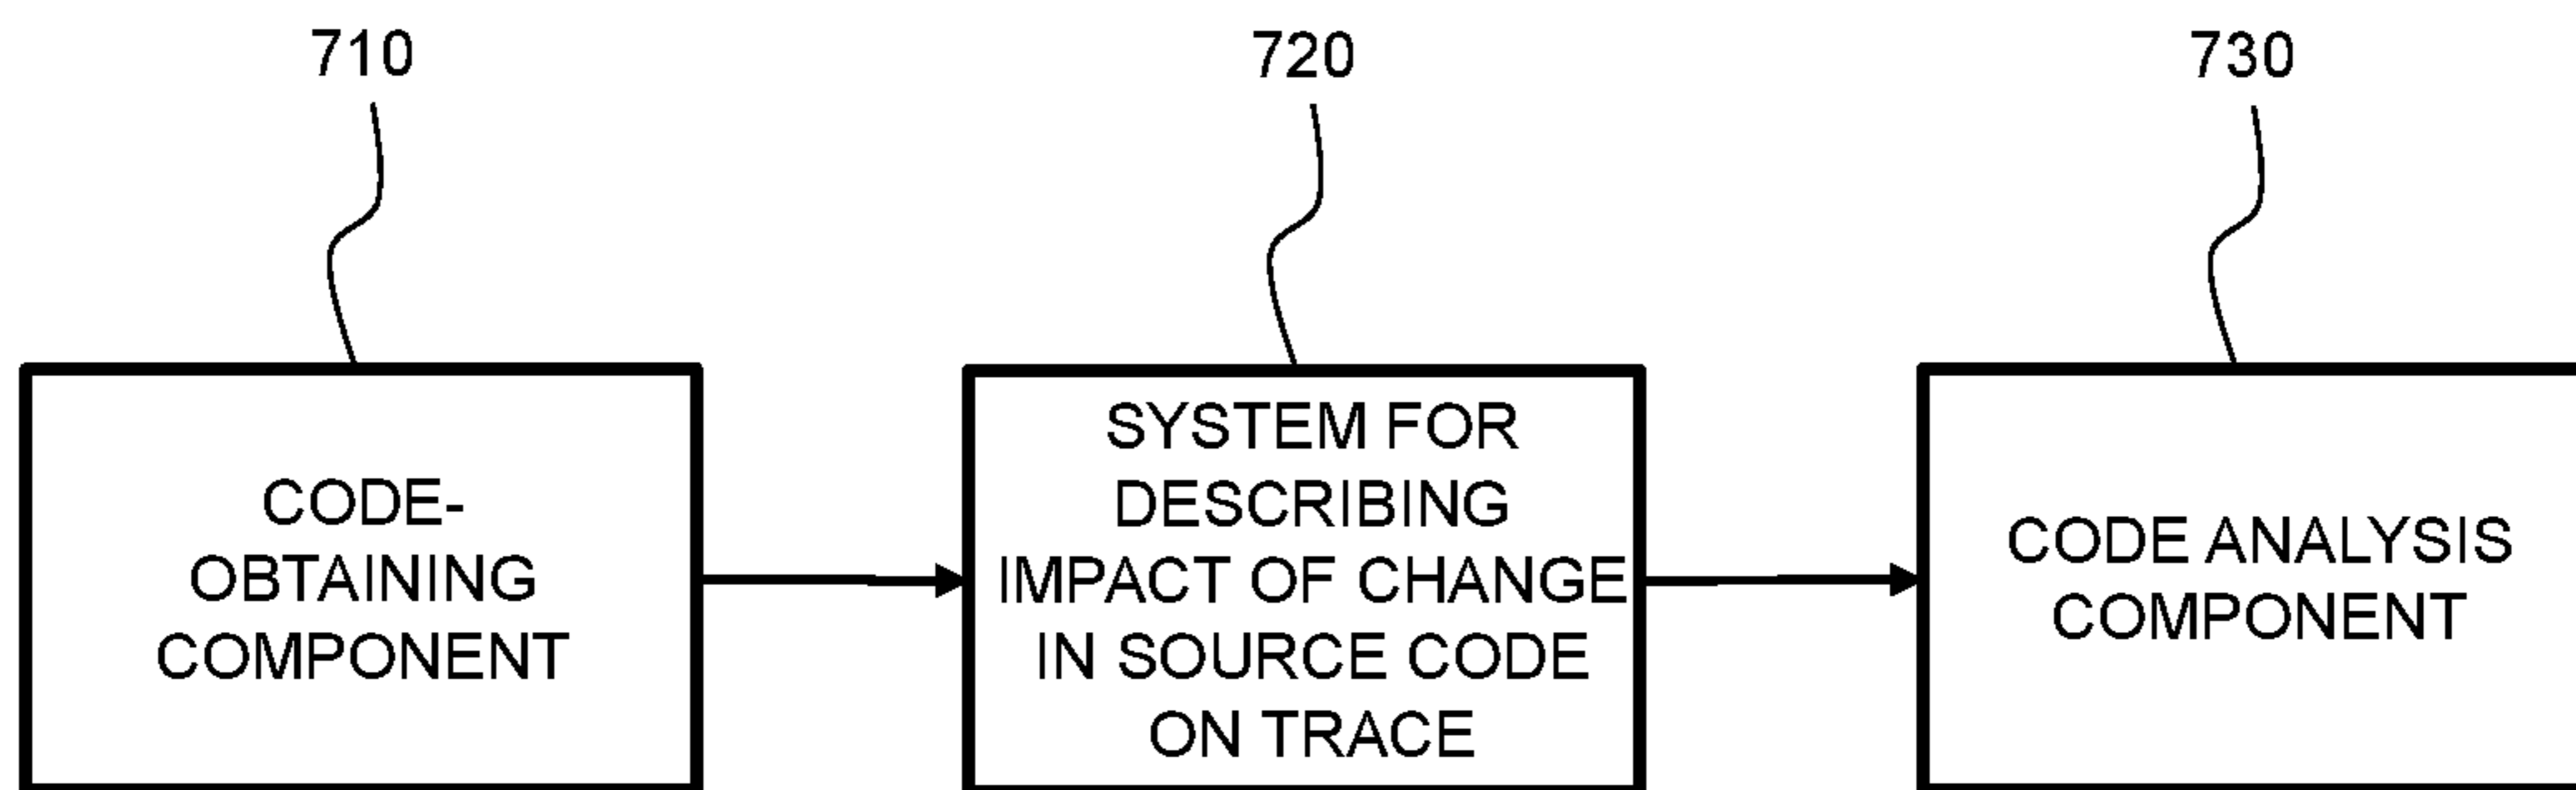 710
720
730
CODE-
OBTAINING
COMPONENT
SYSTEM FOR
DESCRIBING
IMPACT OF CHANGE
IN SOURCE CODE
ON TRACE
CODE ANALYSIS
COMPONENT